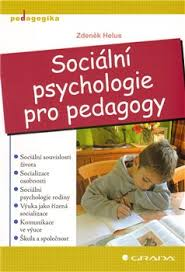 pedagogika
Zdeněk Helus
Sociální
psychologie
pro pedagogy
Sociální souvislosti
života
Socializace
osobnosti
Sociální
psychologie rodiny
Výuka jako řízená
socializace
Komunikace
ve výuce
Škola a společnost
GRADA